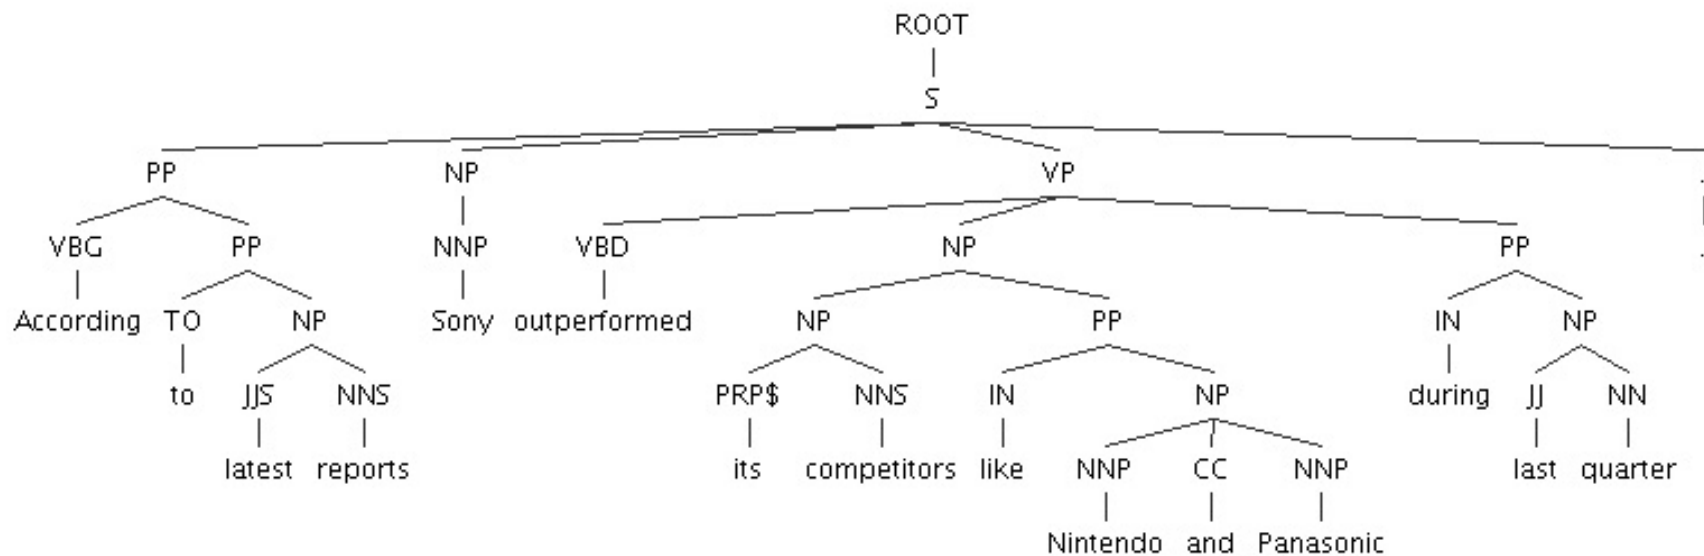 ROOT
S
PP NP VP .
VBG PP NNP VBD NP PP .
According TO NP Sony outperformed NP PP IN NP
to JJS NNS PRP$ NNS IN NP during JJ NN
latest reports its competitors like NNP CC NNP last quarter
Nintendo and Panasonic